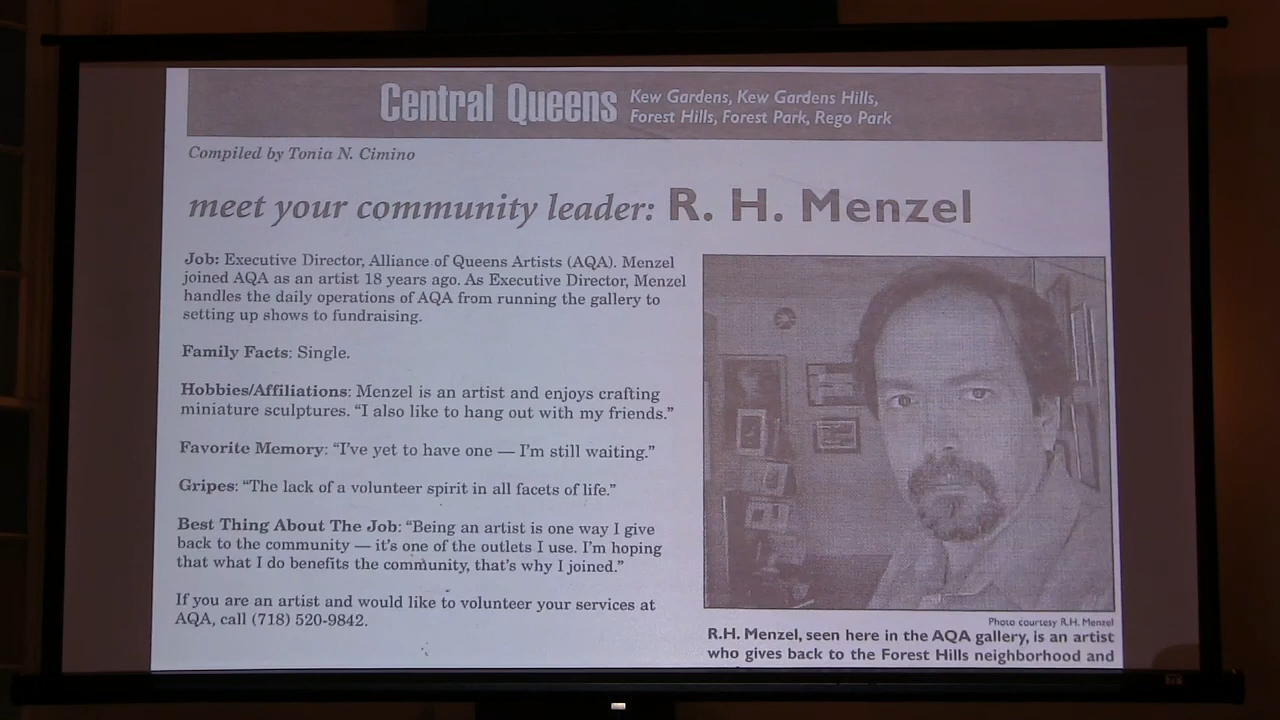 Central Queens
Kew Gardens, Kew Gardens Hills,
Forest Hills, Forest Park, Rego Park
Compiled by Tonia N. Cimino
meet your community leader: R. H. Menzel
Job: Executive Director, Alliance of Queens Artists (AQA). Menzel
joined AQA as an artist 18 years ago. As Executive Director, Menzel
handles the daily operations of AQA from running the gallery to
setting up shows to fundraising.
Family Facts: Single.
Hobbies/Affiliations: Menzel is an artist and enjoys crafting
miniature sculptures. “I also like to hang out with my friends.”
Favorite Memory: “I’ve yet to have one — I’m still waiting.”
Gripes: “The lack of a volunteer spirit in all facets of life.”
Best Thing About The Job: “Being an artist is one way I give
back to the community — it’s one of the outlets I use. I’m hoping
that what I do benefits the community, that’s why I joined.”
If you are an artist and would like to volunteer your services at
AQA, call (718) 520-9842.
Photo courtesy R.H. Menzel
R.H. Menzel, seen here in the AQA gallery, is an artist
who gives back to the Forest Hills neighborhood and